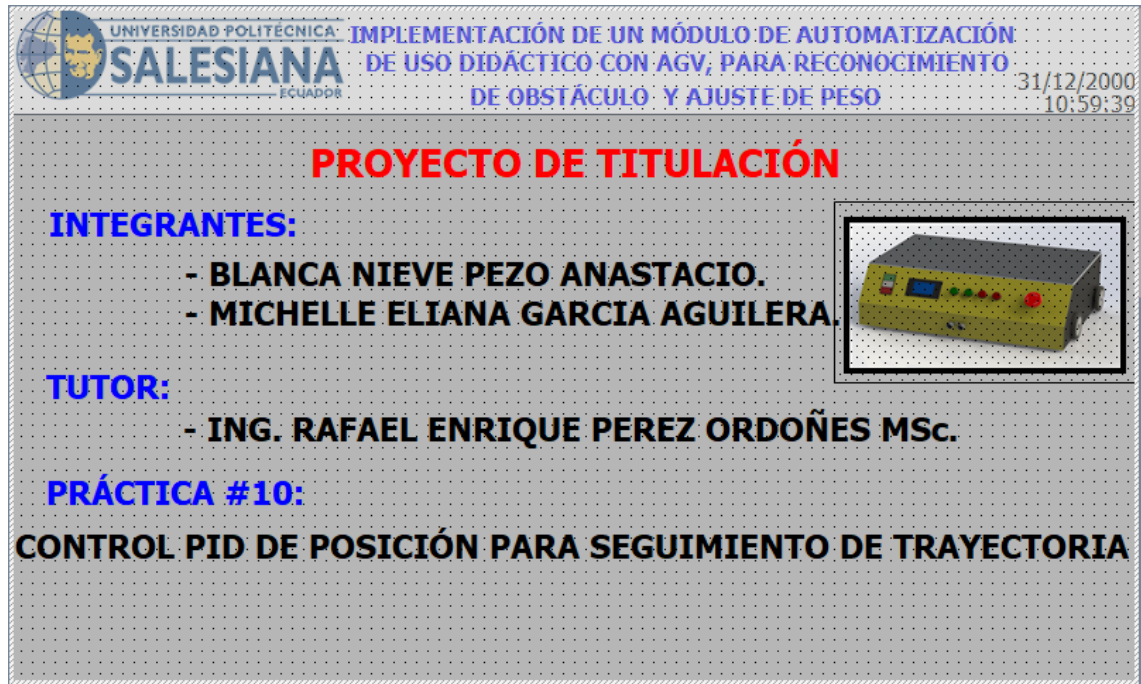 UNIVERSIDAD POLITÉCNICA
SALESIANA
ECUADOR
IMPLEMENTACIÓN DE UN MÓDULO DE AUTOMATIZACIÓN
DE USO DIDÁCTICO CON AGV, PARA RECONOCIMIENTO
DE OBSTÁCULO Y AJUSTE DE PESO
31/12/2000
10:59:39
PROYECTO DE TITULACIÓN
INTEGRANTES:
- BLANCA NIEVE PEZO ANASTACIO.
- MICHELLE ELIANA GARCIA AGUILERA.
TUTOR:
- ING. RAFAEL ENRIQUE PEREZ ORDOÑES MSc.
PRÁCTICA #10:
CONTROL PID DE POSICIÓN PARA SEGUIMIENTO DE TRAYECTORIA